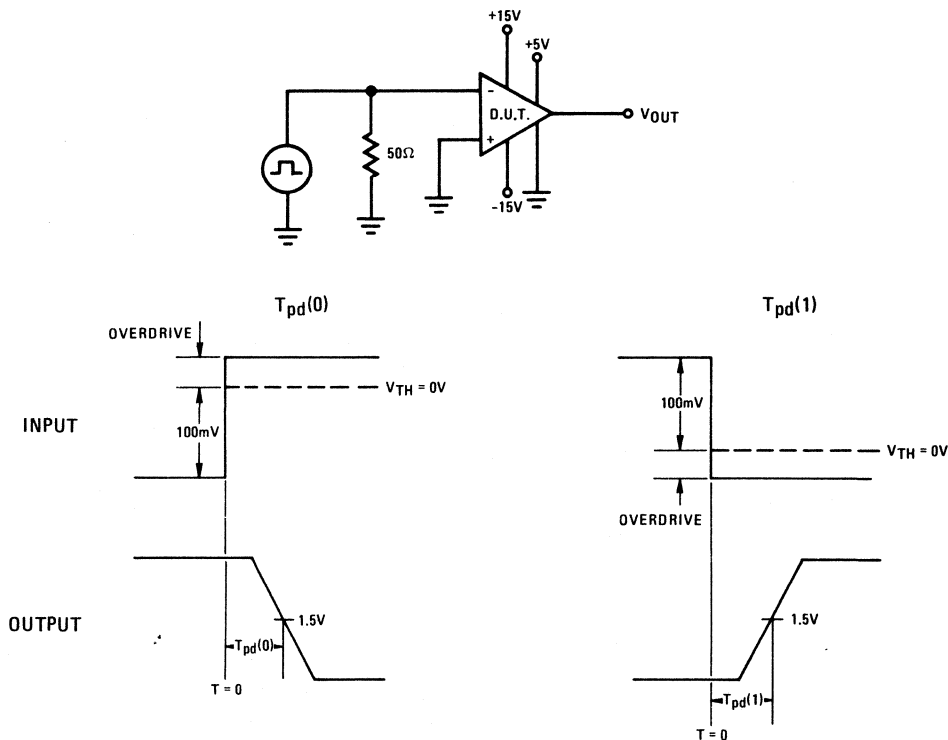 +15V
+5V
-
D.U.T.
VOUT
+
50Ω
-15V
Tpd(0)
Tpd(1)
OVERDRIVE
VTH = 0V
100mV
INPUT
100mV
VTH = 0V
OVERDRIVE
OUTPUT
1.5V
1.5V
Tpd(0)
T = 0
Tpd(1)
T = 0